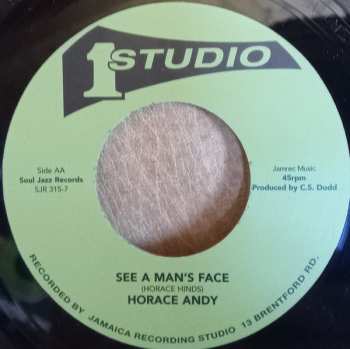 1 STUDIO
Side AA
Soul Jazz Records
SJR 315-7
Jamrec Music
45rpm
Produced by C.S. Dodd
SEE A MAN'S FACE
(HORACE HINDS)
HORACE ANDY
RECORDED BY JAMAICA RECORDING STUDIO 13 BRENTFORD RD.